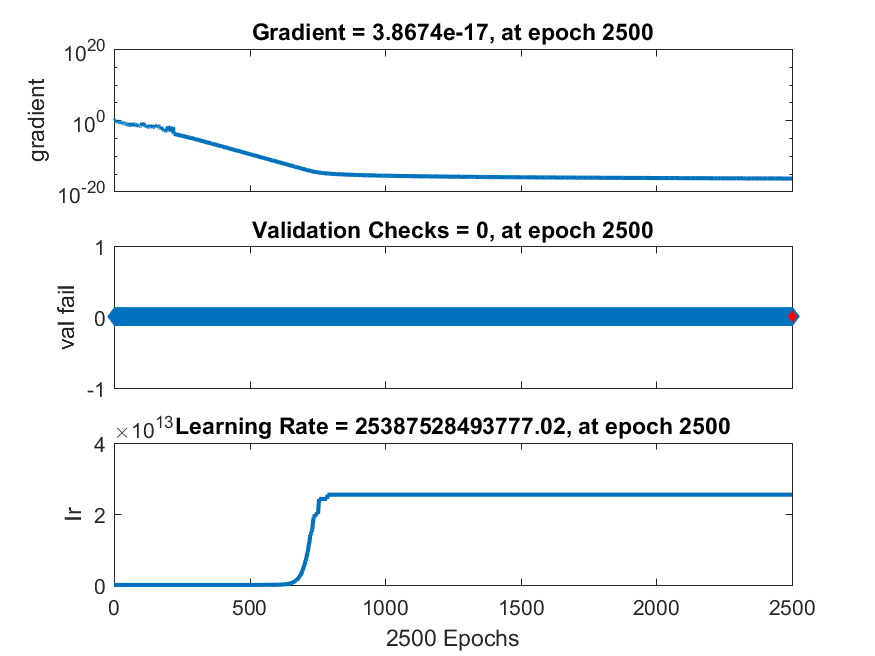 Gradient = 3.8674e-17, at epoch 2500
10^20
10^0
10^-20
gradient
Validation Checks = 0, at epoch 2500
1
0
-1
val fail
×10^13 Learning Rate = 25387528493777.02, at epoch 2500
4
2
0
lr
0 500 1000 1500 2000 2500
2500 Epochs